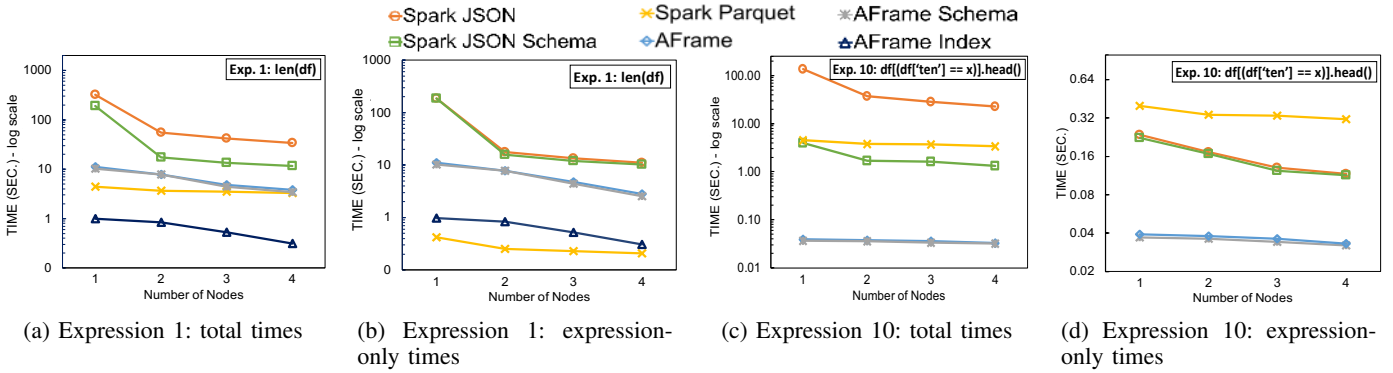 Spark JSON
Spark Parquet
AFrame Schema
Spark JSON Schema
AFrame
AFrame Index
Exp. 1: len(df)
TIME (SEC.) - log scale
1000
100
10
1
0
1 2 3 4
Number of Nodes
(a) Expression 1: total times
Exp. 1: len(df)
TIME (SEC.) - log scale
1000
100
10
1
0
1 2 3 4
Number of Nodes
(b) Expression 1: expression-
only times
Exp. 10: df[(df['ten'] == x)].head()
TIME (SEC.) - log scale
100.00
10.00
1.00
0.10
0.01
1 2 3 4
Number of Nodes
(c) Expression 10: total times
Exp. 10: df[(df['ten'] == x)].head()
TIME (SEC.)
0.64
0.32
0.16
0.08
0.04
0.02
1 2 3 4
Number of Nodes
(d) Expression 10: expression-
only times